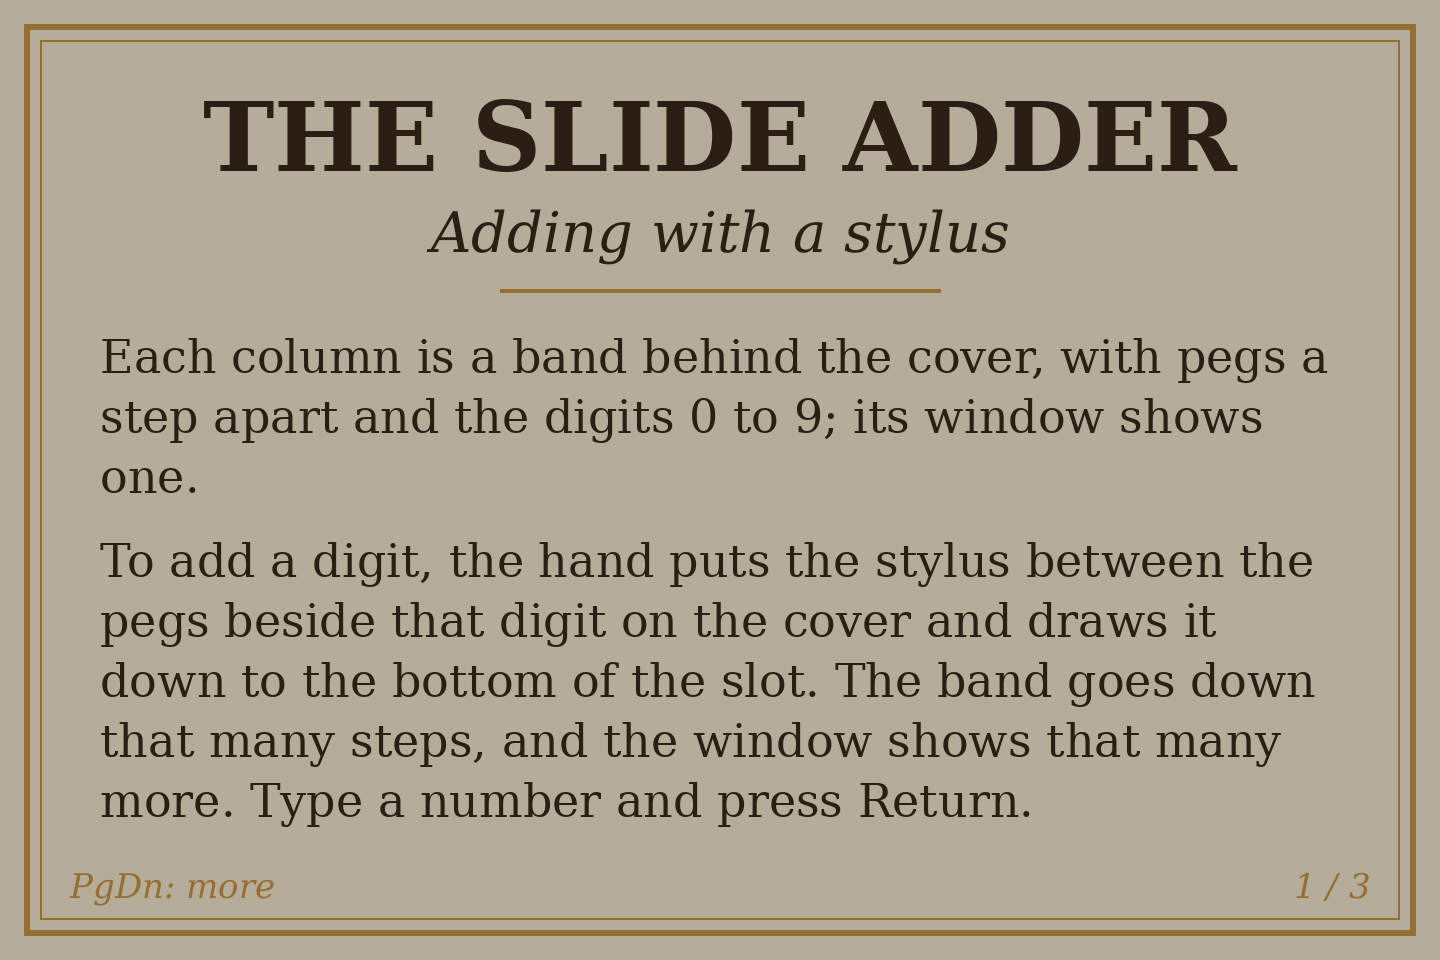 THE SLIDE ADDER
Adding with a stylus
Each column is a band behind the cover, with pegs a
step apart and the digits 0 to 9; its window shows
one.
To add a digit, the hand puts the stylus between the
pegs beside that digit on the cover and draws it
down to the bottom of the slot. The band goes down
that many steps, and the window shows that many
more. Type a number and press Return.
PgDn: more
1 / 3